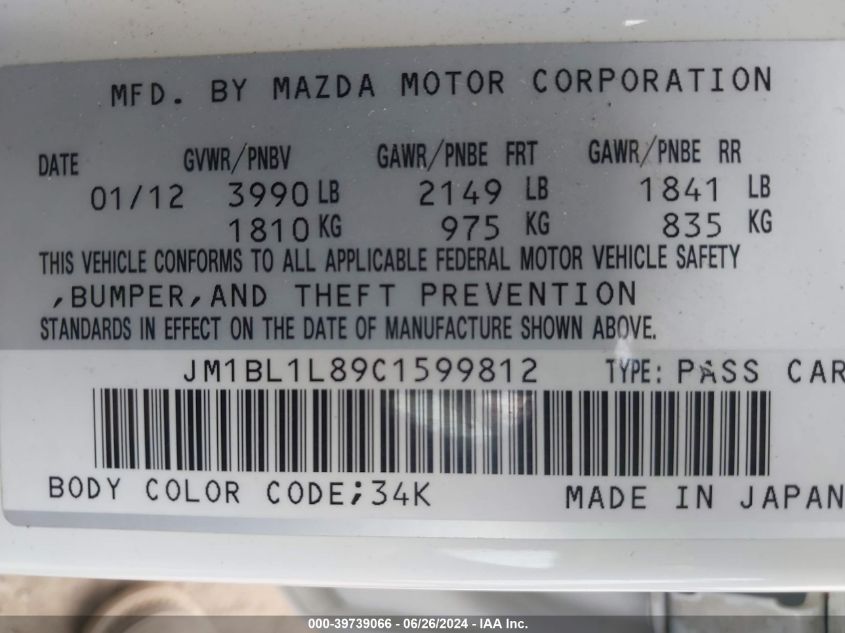 MFD. BY MAZDA MOTOR CORPORATION
DATE GVWR/PNBV GAWR/PNBE FRT GAWR/PNBE RR
01/12 3990 LB 2149 LB 1841 LB
1810 KG 975 KG 835 KG
THIS VEHICLE CONFORMS TO ALL APPLICABLE FEDERAL MOTOR VEHICLE SAFETY
,BUMPER,AND THEFT PREVENTION
STANDARDS IN EFFECT ON THE DATE OF MANUFACTURE SHOWN ABOVE.
JM1BL1L89C1599812 TYPE: PASS CAR
BODY COLOR CODE;34K MADE IN JAPAN
000-39739066 - 06/26/2024 - IAA Inc.